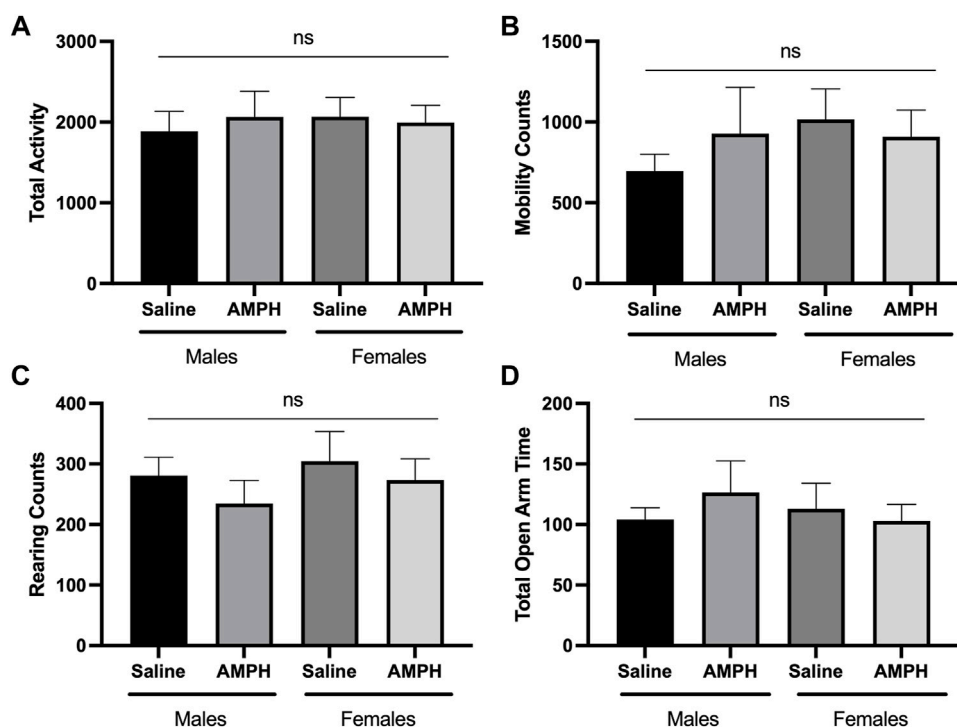 A
Total Activity
3000
2000
1000
0
ns
Saline AMPH Saline AMPH
Males Females
B
Mobility Counts
1500
1000
500
0
ns
Saline AMPH Saline AMPH
Males Females
C
Rearing Counts
400
300
200
100
0
ns
Saline AMPH Saline AMPH
Males Females
D
Total Open Arm Time
200
150
100
50
0
ns
Saline AMPH Saline AMPH
Males Females